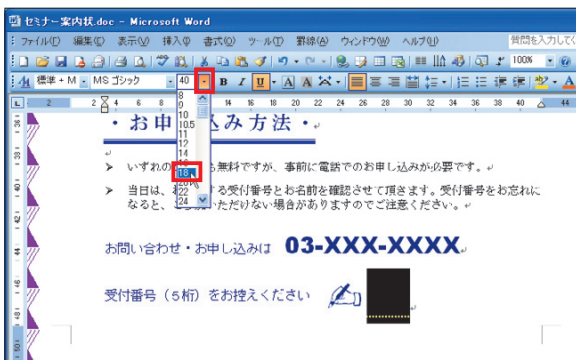 セミナー案内状.doc - Microsoft Word
ファイル(F) 編集(E) 表示(V) 挿入(I) 書式(O) ツール(T) 罫線(A) ウィンドウ(W) ヘルプ(H) 質問を入力してく
100%
標準 + M MS ゴシック 40 B I U A A
2 2 4 6 8 14 16 18 20 22 24 26 28 30 32 34 36 38 40 44
8
9
10
10.5
11
12
14
18
20
22
24
・お申 込み方法・
いずれの も無料ですが、事前に電話でのお申し込みが必要です。
当日は、 する受付番号とお名前を確認させて頂きます。受付番号をお忘れに
なると、 いただけない場合がありますのでご注意ください。
お問い合わせ・お申し込みは 03-XXX-XXXX
受付番号（5桁）をお控えください